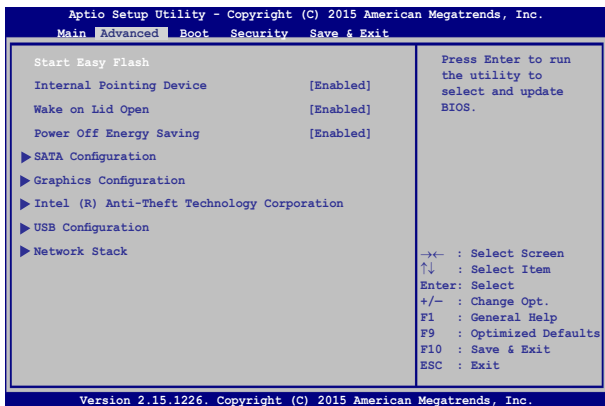 Aptio Setup Utility - Copyright (C) 2015 American Megatrends, Inc.
Main Advanced Boot Security Save & Exit
Start Easy Flash
Internal Pointing Device [Enabled]
Wake on Lid Open [Enabled]
Power Off Energy Saving [Enabled]
SATA Configuration
Graphics Configuration
Intel (R) Anti-Theft Technology Corporation
USB Configuration
Network Stack
Press Enter to run
the utility to
select and update
BIOS.
→← : Select Screen
↑↓ : Select Item
Enter: Select
+/— : Change Opt.
F1 : General Help
F9 : Optimized Defaults
F10 : Save & Exit
ESC : Exit
Version 2.15.1226. Copyright (C) 2015 American Megatrends, Inc.